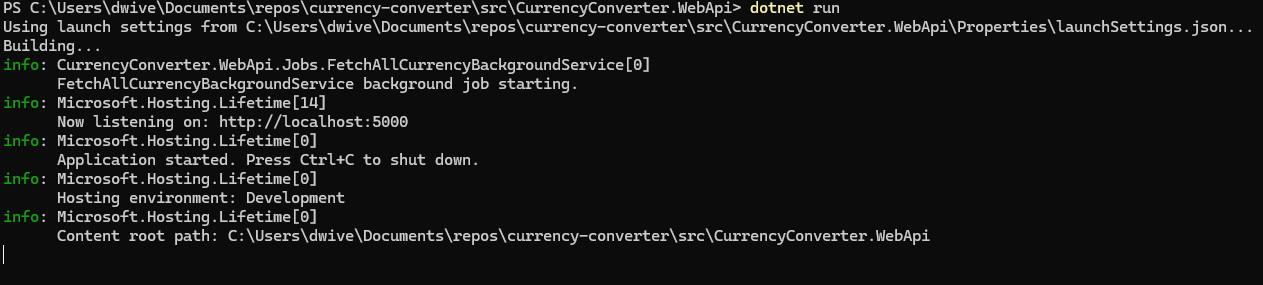 PS C:\Users\dwive\Documents\repos\currency-converter\src\CurrencyConverter.WebApi> dotnet run
Using launch settings from C:\Users\dwive\Documents\repos\currency-converter\src\CurrencyConverter.WebApi\Properties\launchSettings.json...
Building...
info: CurrencyConverter.WebApi.Jobs.FetchAllCurrencyBackgroundService[0]
      FetchAllCurrencyBackgroundService background job starting.
info: Microsoft.Hosting.Lifetime[14]
      Now listening on: http://localhost:5000
info: Microsoft.Hosting.Lifetime[0]
      Application started. Press Ctrl+C to shut down.
info: Microsoft.Hosting.Lifetime[0]
      Hosting environment: Development
info: Microsoft.Hosting.Lifetime[0]
      Content root path: C:\Users\dwive\Documents\repos\currency-converter\src\CurrencyConverter.WebApi